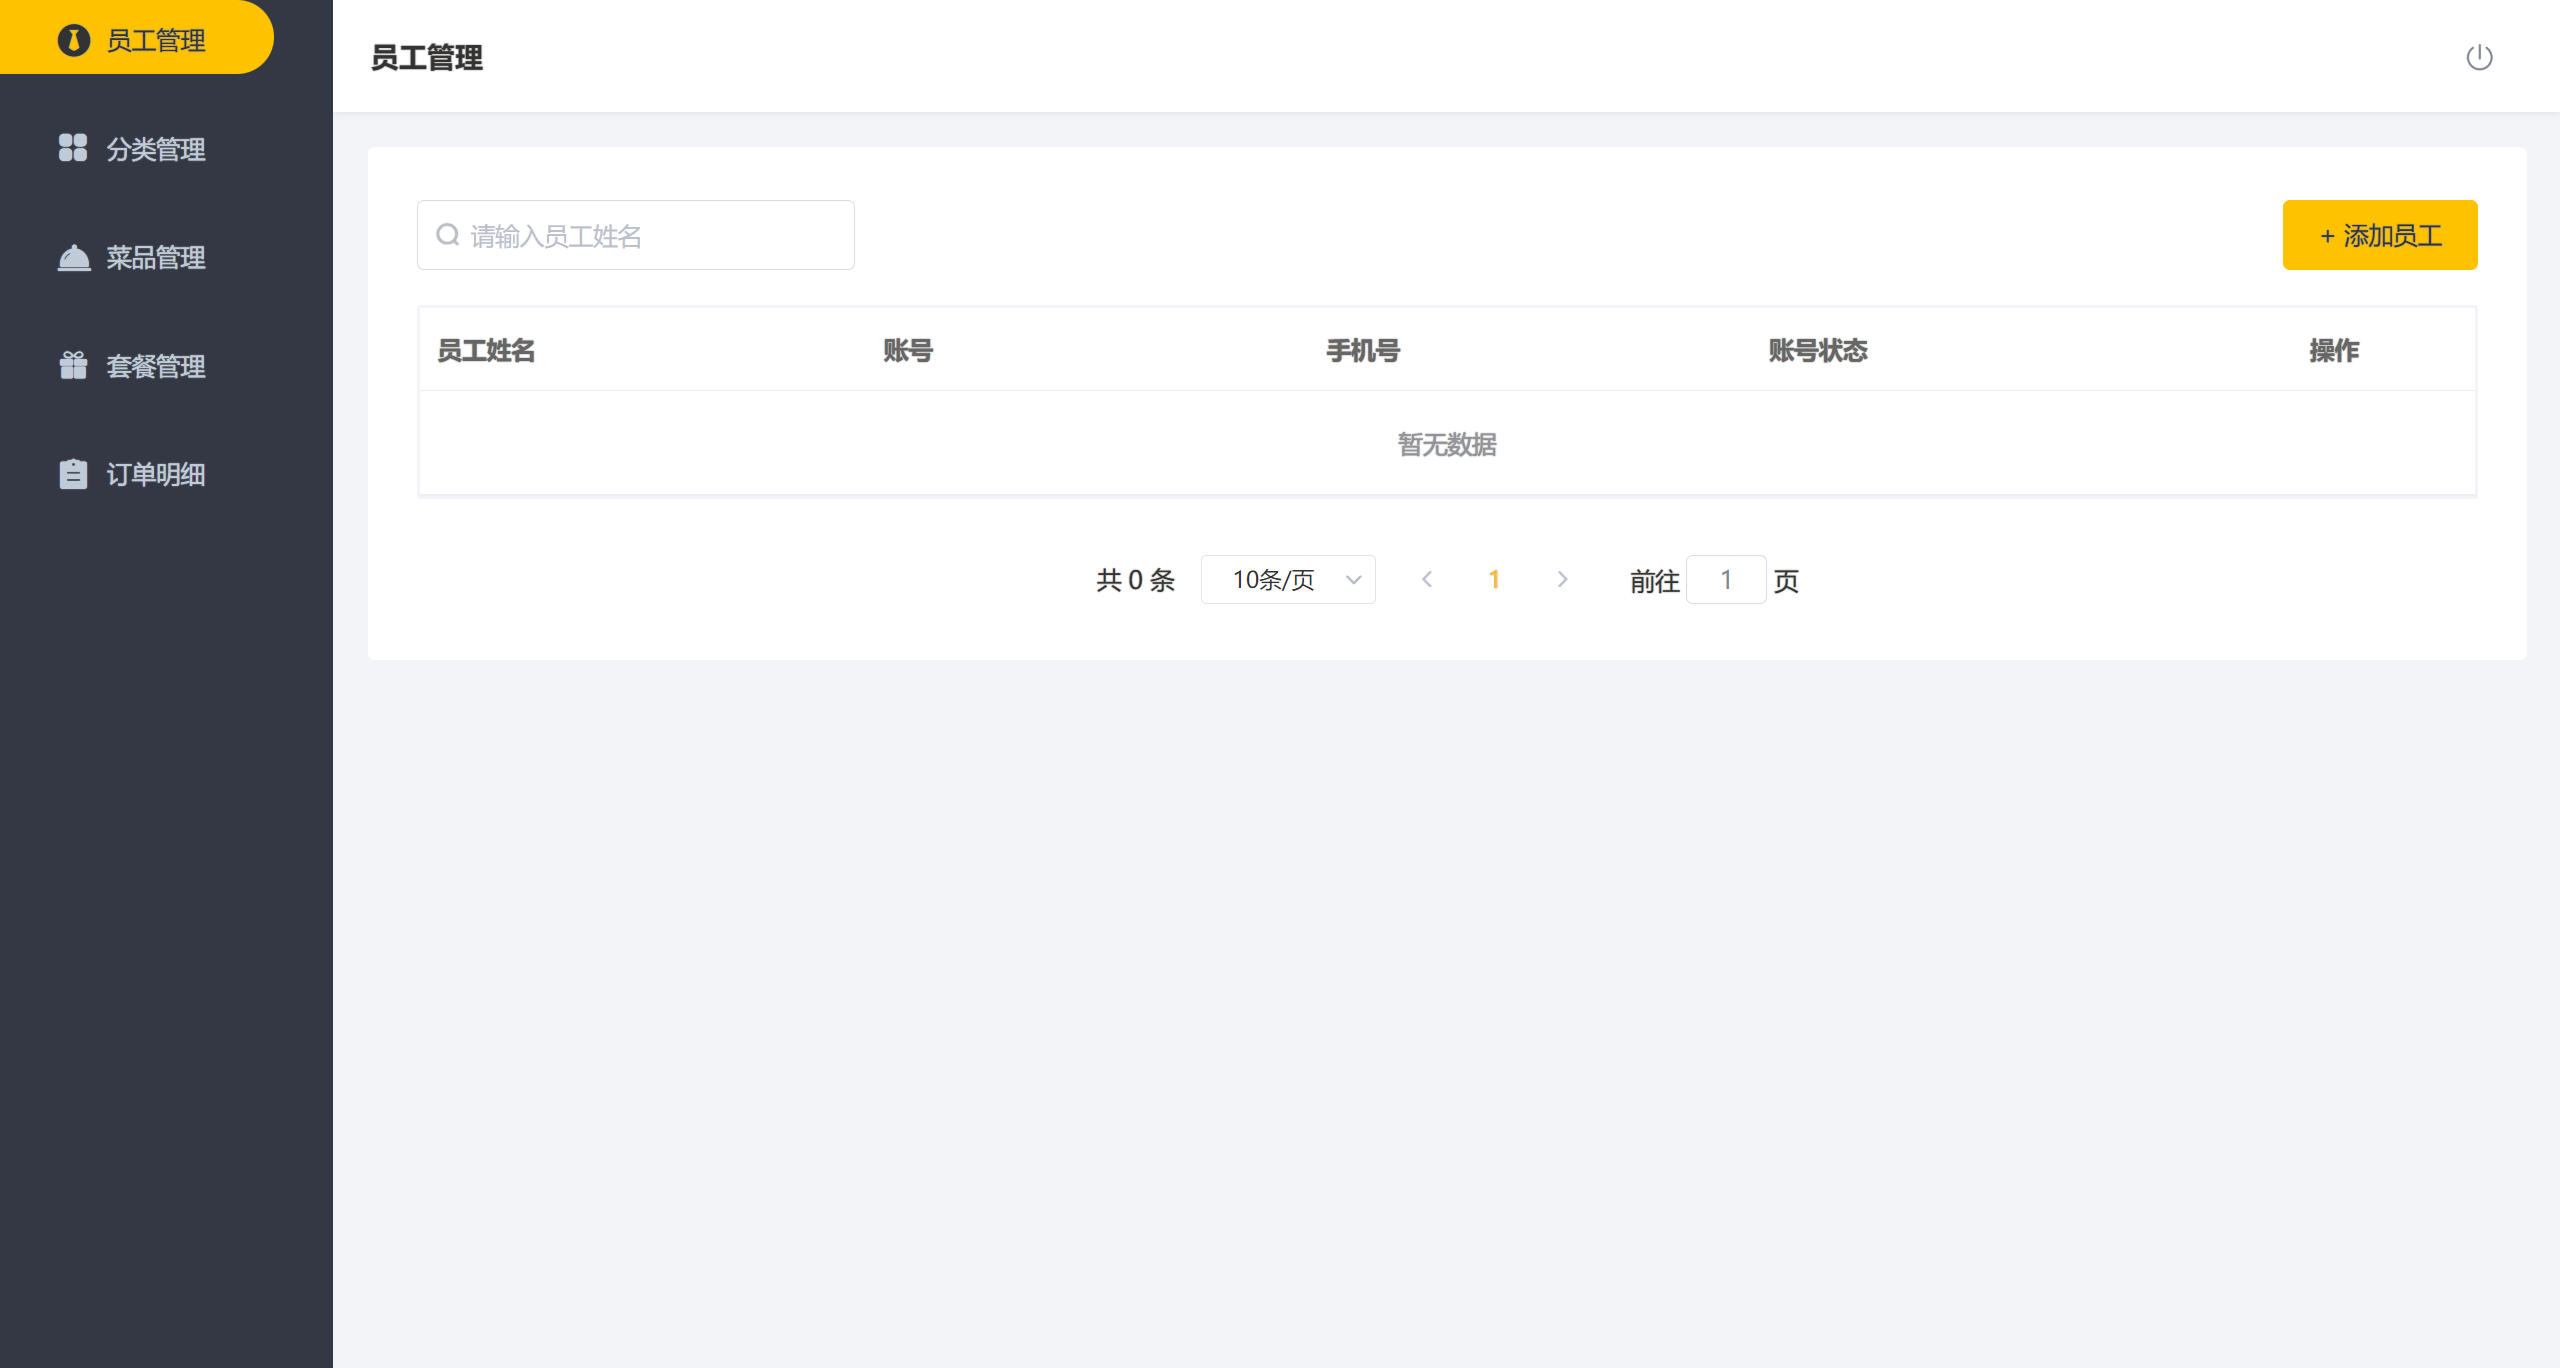 员工管理
分类管理
菜品管理
套餐管理
订单明细
员工管理
请输入员工姓名
+ 添加员工
员工姓名 账号 手机号 账号状态 操作
暂无数据
共 0 条 10条/页 1 前往 1 页